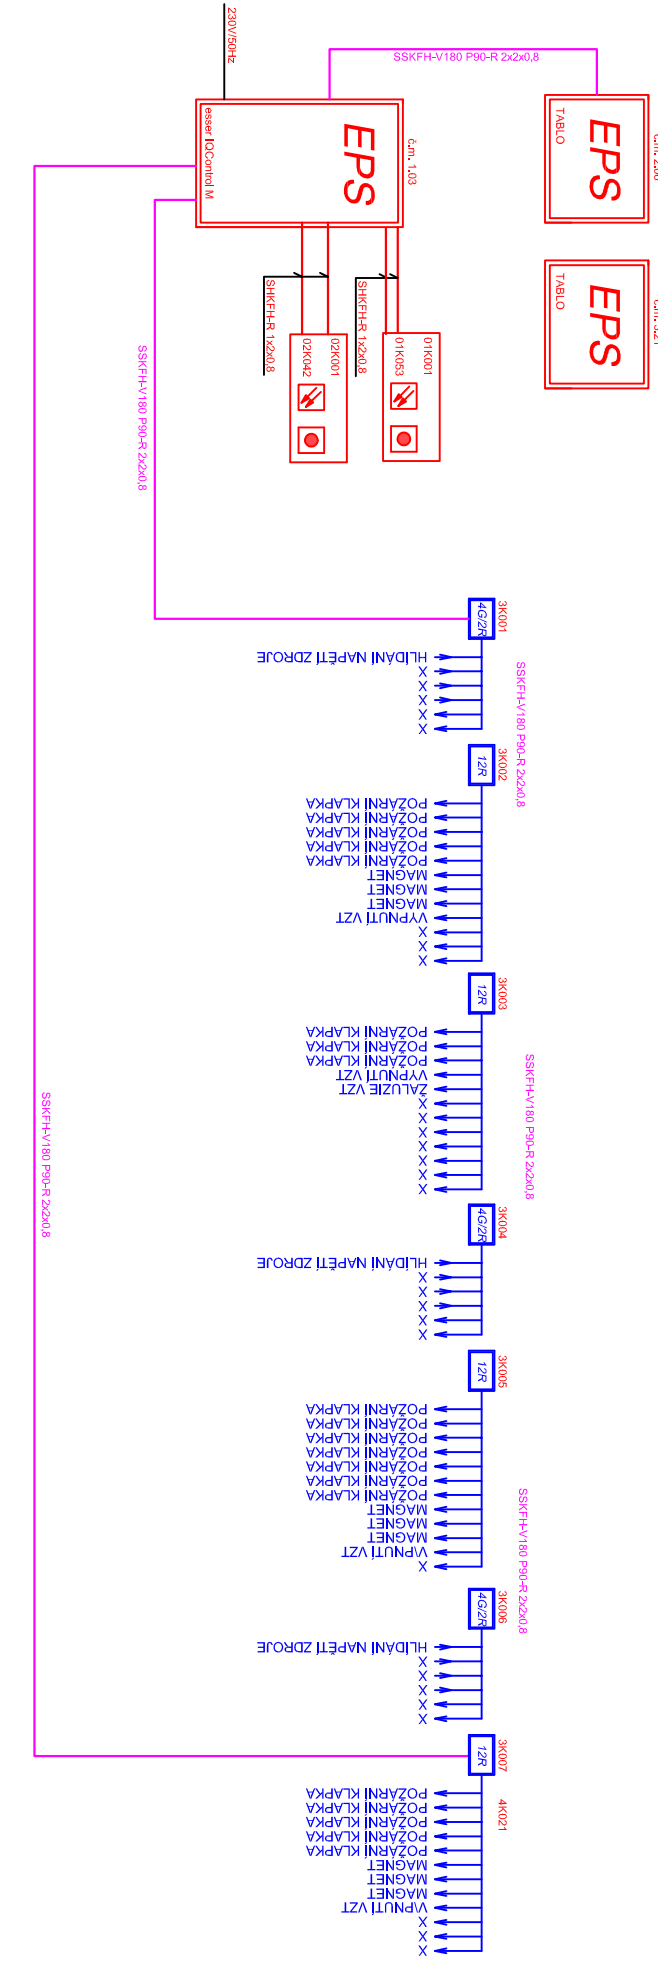 230V/50Hz
SSKFH-V180 P90-R 2x2x0,8
EPS
esser IQControl M
č.m. 1.03
EPS
TABLO
EPS
TABLO
SHKFH-R 1x2x0,8
SHKFH-R 1x2x0,8
02K001
02K042
01K001
01K053
SSKFH-V180 P90-R 2x2x0,8
3K001
4G/2R
HLÍDÁNÍ NAPĚTÍ ZDROJE
X
X
X
X
X
SSKFH-V180 P90-R 2x2x0,8
3K002
12R
POŽÁRNÍ KLAPKA
POŽÁRNÍ KLAPKA
POŽÁRNÍ KLAPKA
POŽÁRNÍ KLAPKA
POŽÁRNÍ KLAPKA
MAGNET
MAGNET
MAGNET
VYPNUTÍ VZT
X
X
X
3K003
12R
POŽÁRNÍ KLAPKA
POŽÁRNÍ KLAPKA
POŽÁRNÍ KLAPKA
VYPNUTÍ VZT
ŽALUZIE VZT
X
X
X
X
X
X
X
SSKFH-V180 P90-R 2x2x0,8
SSKFH-V180 P90-R 2x2x0,8
3K004
4G/2R
HLÍDÁNÍ NAPĚTÍ ZDROJE
X
X
X
X
X
3K005
12R
POŽÁRNÍ KLAPKA
POŽÁRNÍ KLAPKA
POŽÁRNÍ KLAPKA
POŽÁRNÍ KLAPKA
POŽÁRNÍ KLAPKA
POŽÁRNÍ KLAPKA
POŽÁRNÍ KLAPKA
MAGNET
MAGNET
MAGNET
V\PNUTÍ VZT
X
SSKFH-V180 P90-R 2x2x0,8
3K006
4G/2R
HLÍDÁNÍ NAPĚTÍ ZDROJE
X
X
X
X
X
3K007
12R
4K021
POŽÁRNÍ KLAPKA
POŽÁRNÍ KLAPKA
POŽÁRNÍ KLAPKA
POŽÁRNÍ KLAPKA
POŽÁRNÍ KLAPKA
MAGNET
MAGNET
MAGNET
V\PNUTÍ VZT
X
X
X